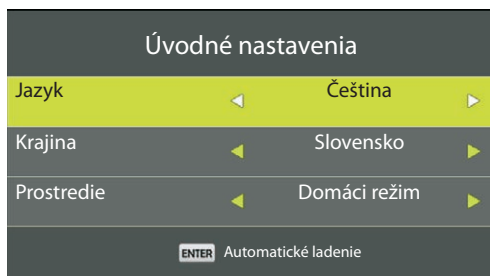 Úvodné nastavenia
Jazyk Čeština
Krajina Slovensko
Prostredie Domáci režim
ENTER Automatické ladenie